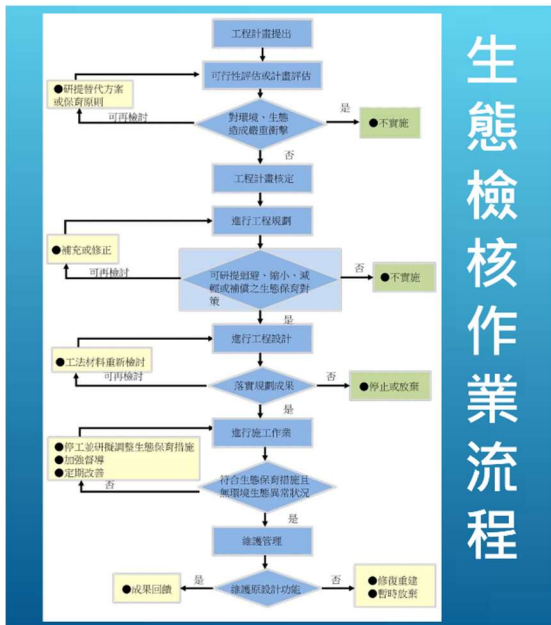 生態檢核作業流程
工程計畫提出
可行性評估或計畫評估
●研提替代方案
或保育原則
可再檢討
對環境、生態
造成嚴重衝擊
是
●不實施
否
工程計畫核定
進行工程規劃
●補充或修正
可再檢討
可研提迴避、縮小、減
輕或補償之生態保育對
策
否
●不實施
是
進行工程設計
●工法材料重新檢討
可再檢討
落實規劃成果
否
●停止或放棄
是
進行施工作業
●停工並研擬調整生態保育措施
●加強督導
●定期改善
否
符合生態保育措施且
無環境生態異常狀況
是
維護管理
●成果回饋
是
維護原設計功能
否
●修復重建
●暫時放棄